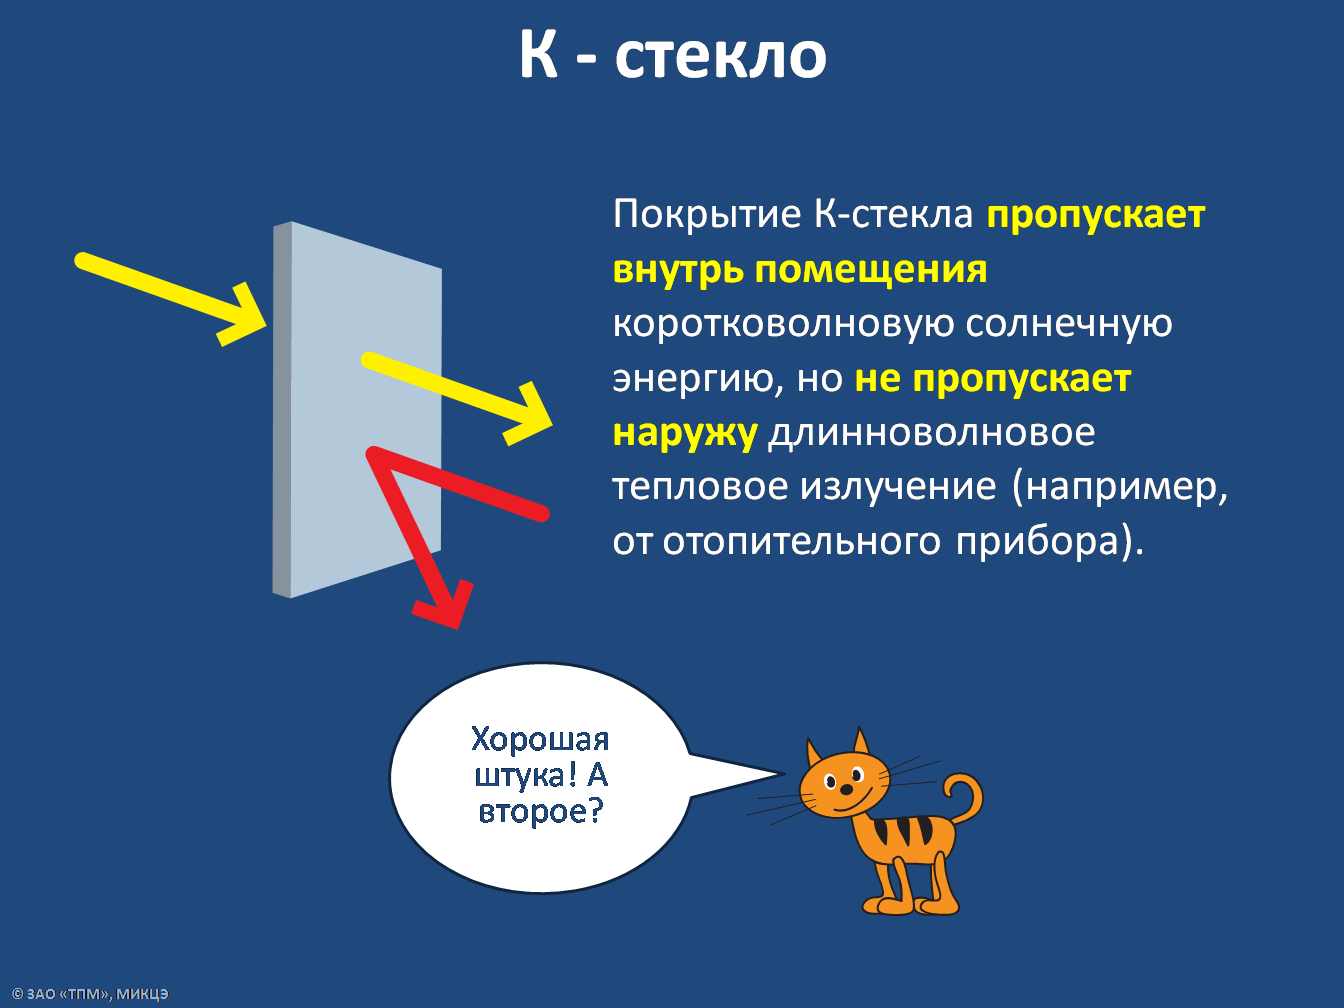 К - стекло
Покрытие К-стекла пропускает
внутрь помещения
коротковолновую солнечную
энергию, но не пропускает
наружу длинноволновое
тепловое излучение (например,
от отопительного прибора).
Хорошая
штука! А
второе?
© ЗАО «ТПМ», МИКЦЭ